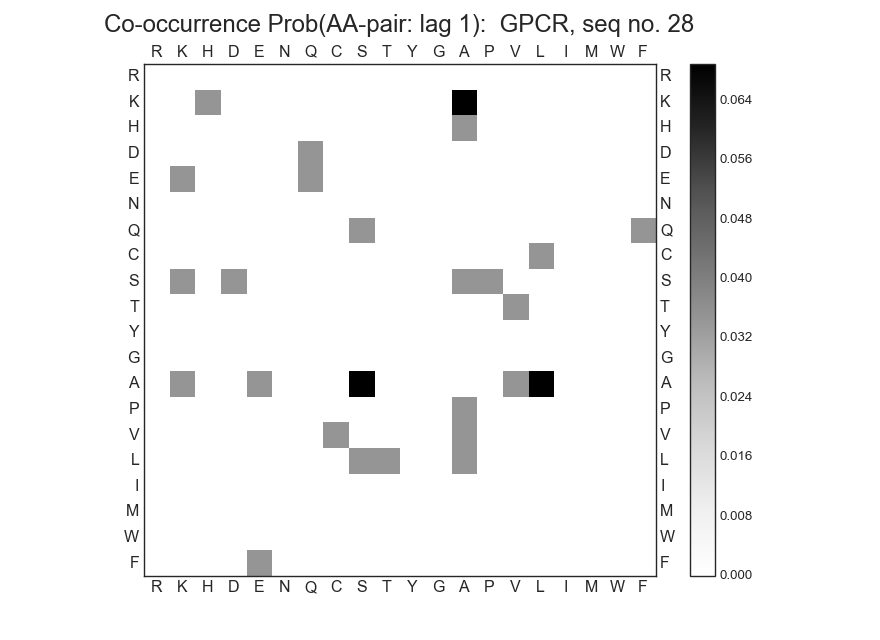 Co-occurrence Prob(AA-pair: lag 1):  GPCR, seq no. 28
R K H D E N Q C S T Y G A P V L I M W F
R R
K K 0.064
H H
D D 0.056
E E
N N 0.048
Q Q
C C 0.040
S S
T T 0.032
Y Y
G G
A A 0.024
P P
V V 0.016
L L
I I
M M 0.008
W W
F F 0.000
R K H D E N Q C S T Y G A P V L I M W F